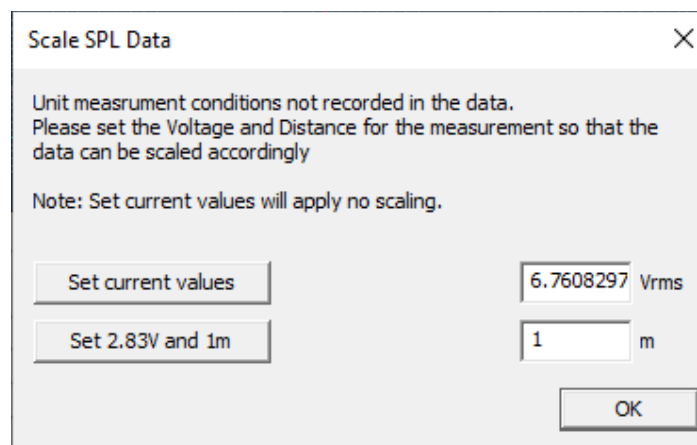 Scale SPL Data
Unit measrument conditions not recorded in the data.
Please set the Voltage and Distance for the measurement so that the
data can be scaled accordingly
Note: Set current values will apply no scaling.
Set current values 6.7608297 Vrms
Set 2.83V and 1m 1 m
OK